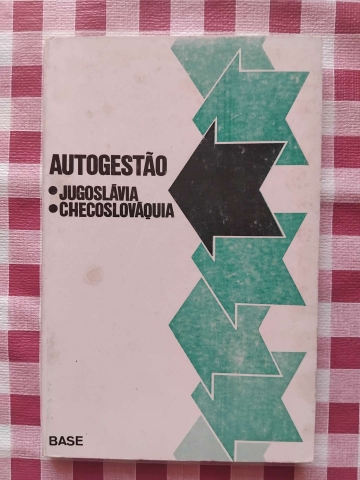 AUTOGESTÃO
• JUGOSLÁVIA
• CHECOSLOVÁQUIA
BASE